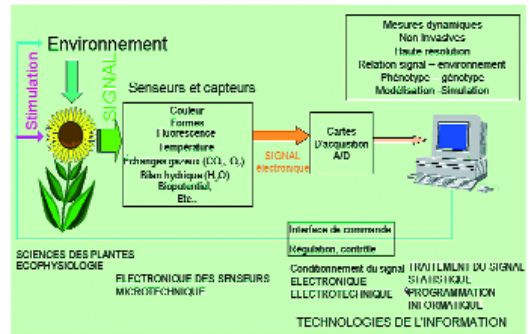 Environnement
Stimulation
SIGNAL
Senseurs et capteurs
Couleur
Formes
Fluorescence
Température
Echanges gazeux (CO₂, O₂)
Bilan hydrique (H₂O)
Biopotentiel,
Etc..
SIGNAL
électronique
Cartes
D'acquisition
A/D
Mesures dynamiques
Non Invasives
Haute résolution
Relation signal – environnement
Phénotype – génotype
Modélisation -Simulation
Interface de commande
Régulation, contrôle
SCIENCES DES PLANTES
ECOPHYSIOLOGIE
ELECTRONIQUE DES SENSEURS
MICROTECHNIQUE
Conditionnement du signal
ELECTRONIQUE
ELECTROTECHNIQUE
TRAITEMENT DU SIGNAL
STATISTIQUE
PROGRAMMATION
INFORMATIQUE
TECHNOLOGIES DE L'INFORMATION